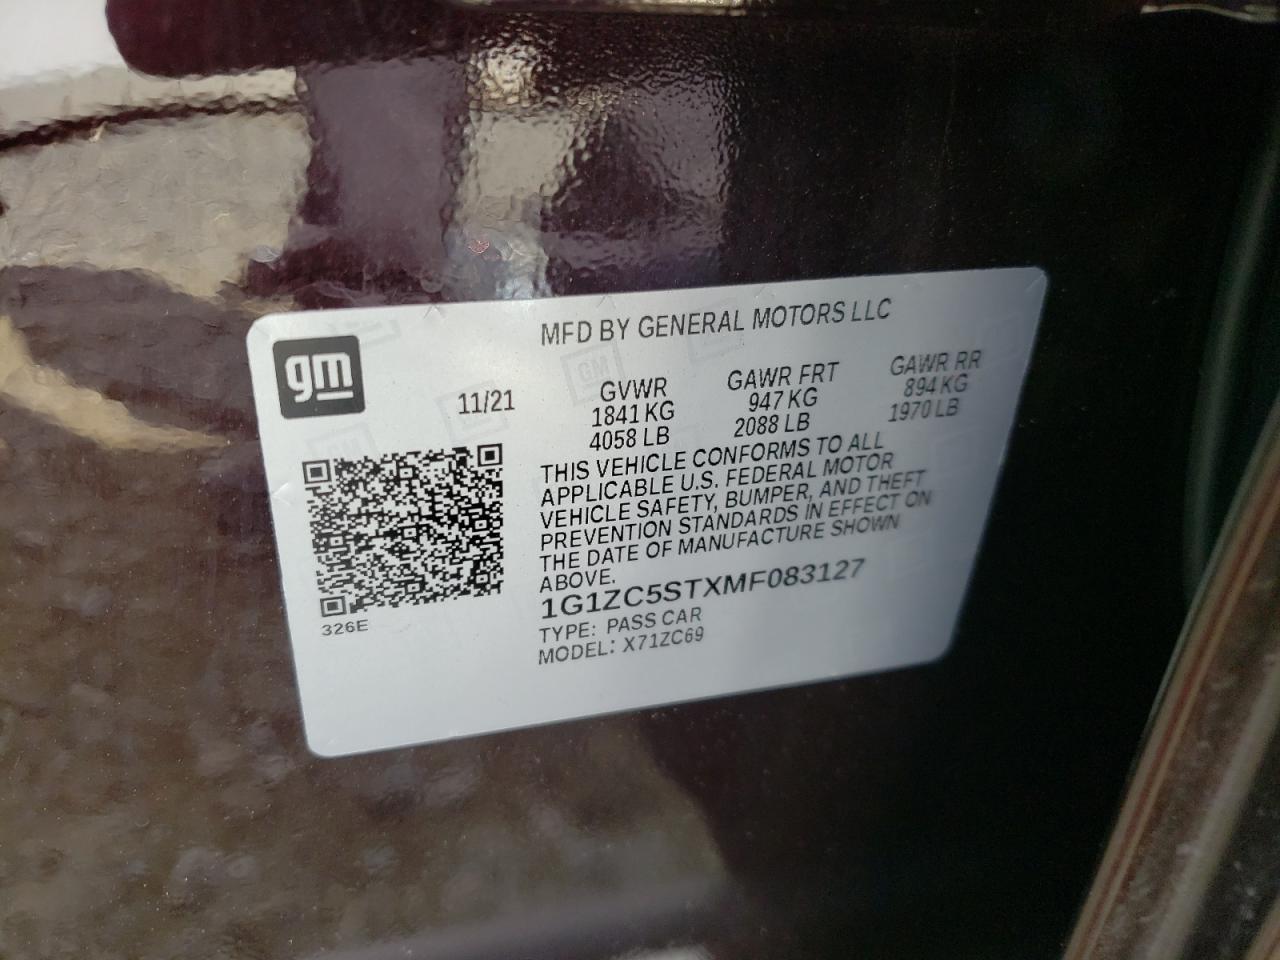 MFD BY GENERAL MOTORS LLC
gm
11/21
GVWR GAWR FRT GAWR RR
1841 KG 947 KG 894 KG
4058 LB 2088 LB 1970 LB
THIS VEHICLE CONFORMS TO ALL
APPLICABLE U.S. FEDERAL MOTOR
VEHICLE SAFETY, BUMPER, AND THEFT
PREVENTION STANDARDS IN EFFECT ON
THE DATE OF MANUFACTURE SHOWN
ABOVE.
1G1ZC5STXMF083127
326E
TYPE: PASS CAR
MODEL: X71ZC69